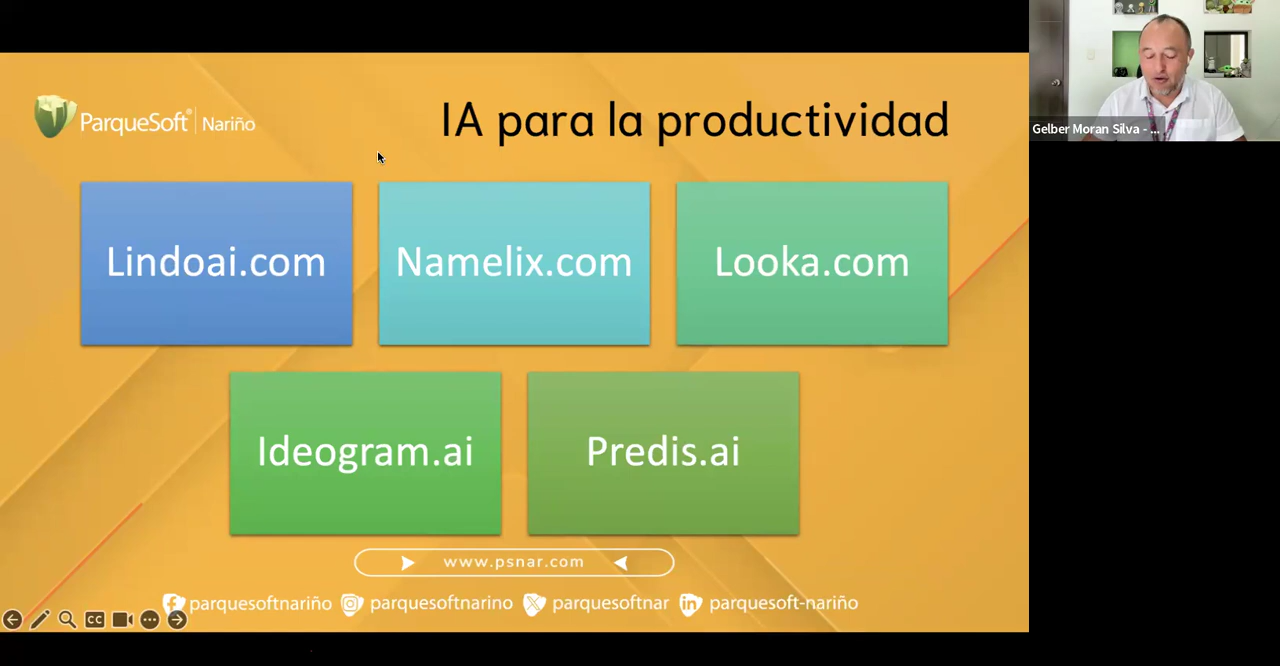 ParqueSoft® | Nariño
IA para la productividad
Gelber Moran Silva - ...
Lindoai.com
Namelix.com
Looka.com
Ideogram.ai
Predis.ai
www.psnar.com
parquesoftnariño
parquesoftnarino
parquesoftnar
parquesoft-nariño
CC